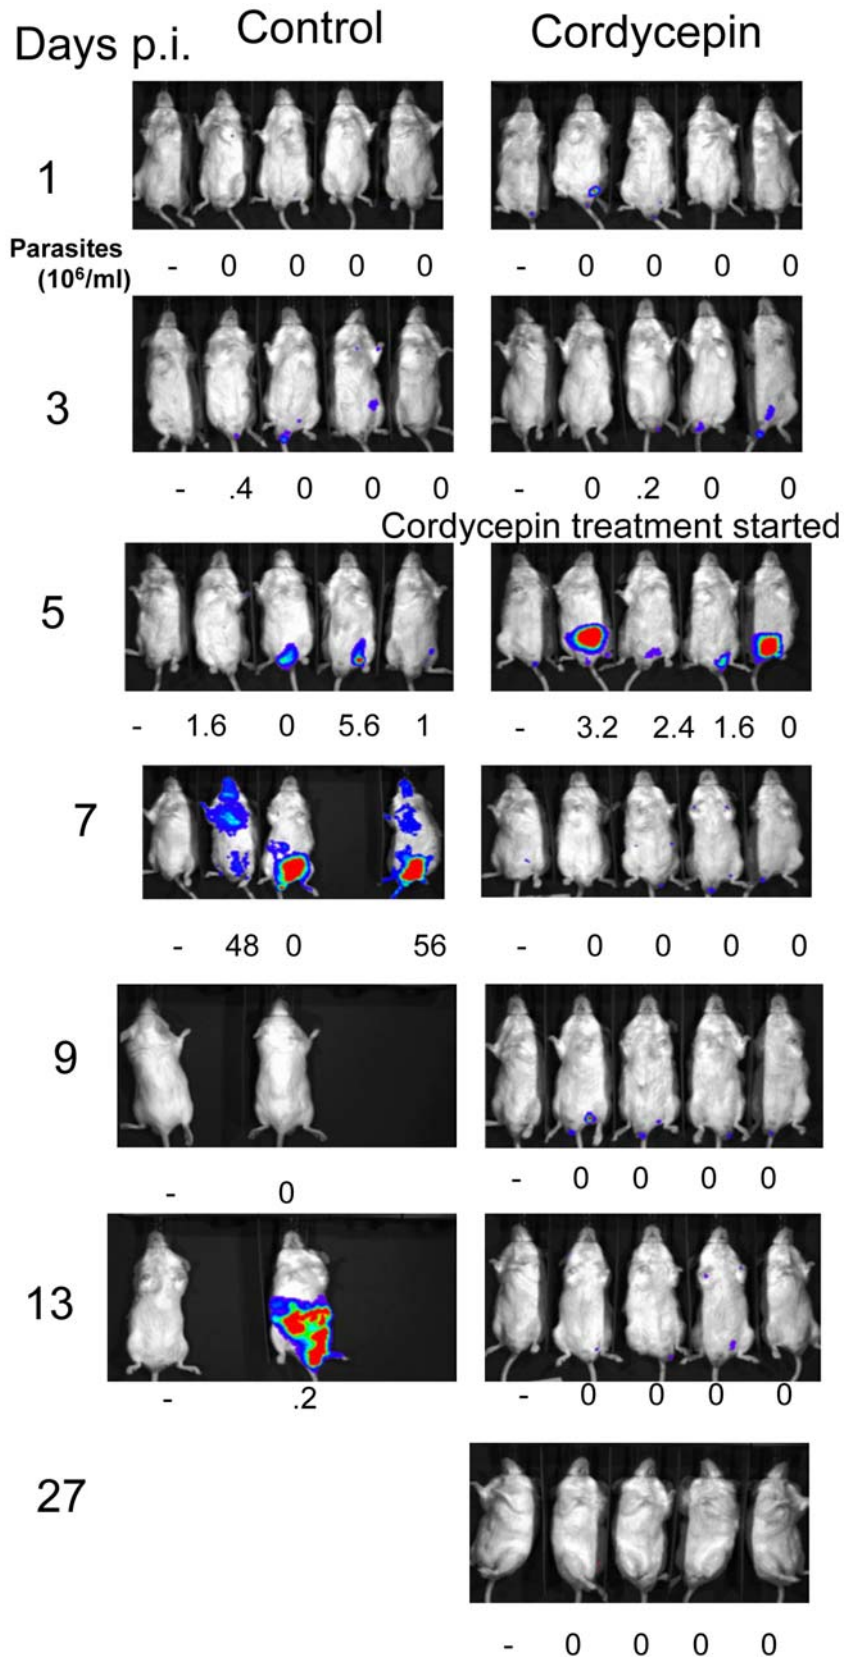 Days p.i. Control Cordycepin
1
Parasites
(10⁶/ml)
- 0 0 0 0 - 0 0 0 0
3
- .4 0 0 0 - 0 .2 0 0
Cordycepin treatment started
5
- 1.6 0 5.6 1 - 3.2 2.4 1.6 0
7
- 48 0 56 - 0 0 0 0
9
- 0 - 0 0 0 0
13
- .2 - 0 0 0 0
27
- 0 0 0 0